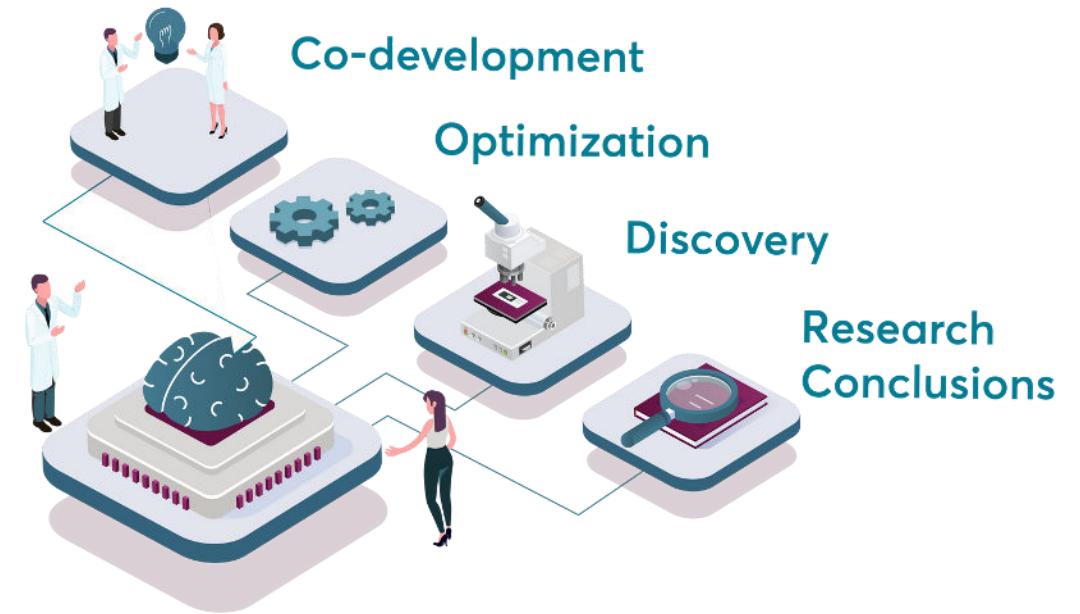 Co-development
Optimization
Discovery
Research
Conclusions